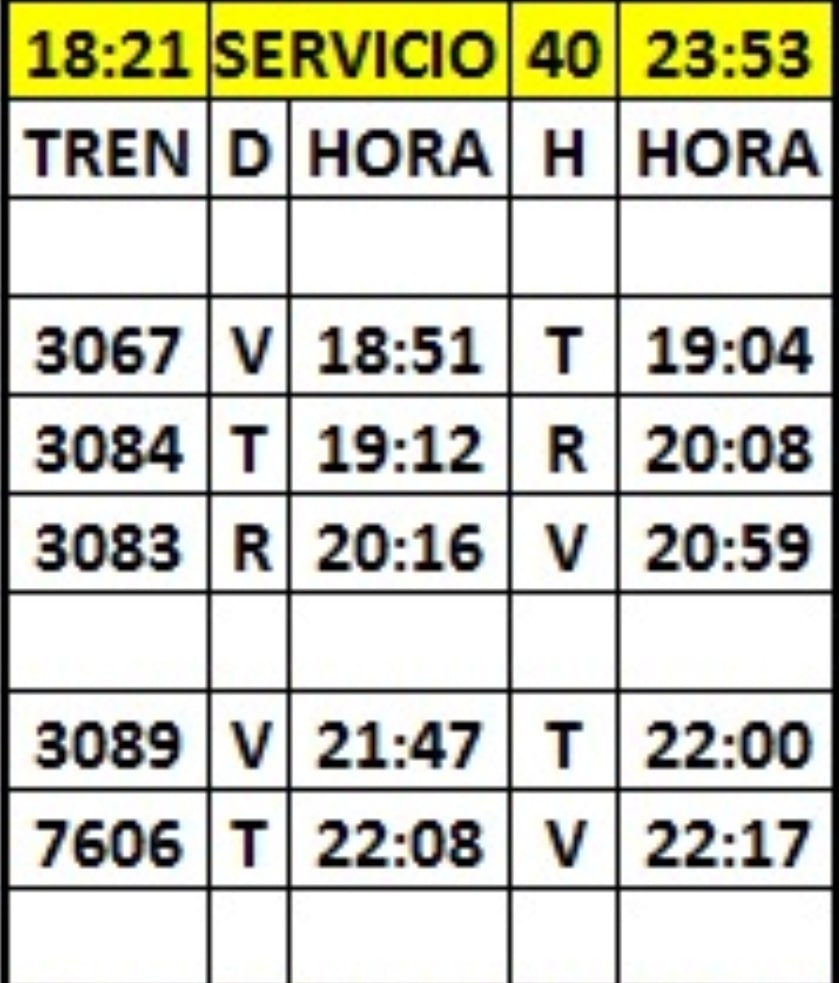 18:21 SERVICIO 40 23:53
TREN D HORA H HORA
3067 V 18:51 T 19:04
3084 T 19:12 R 20:08
3083 R 20:16 V 20:59
3089 V 21:47 T 22:00
7606 T 22:08 V 22:17